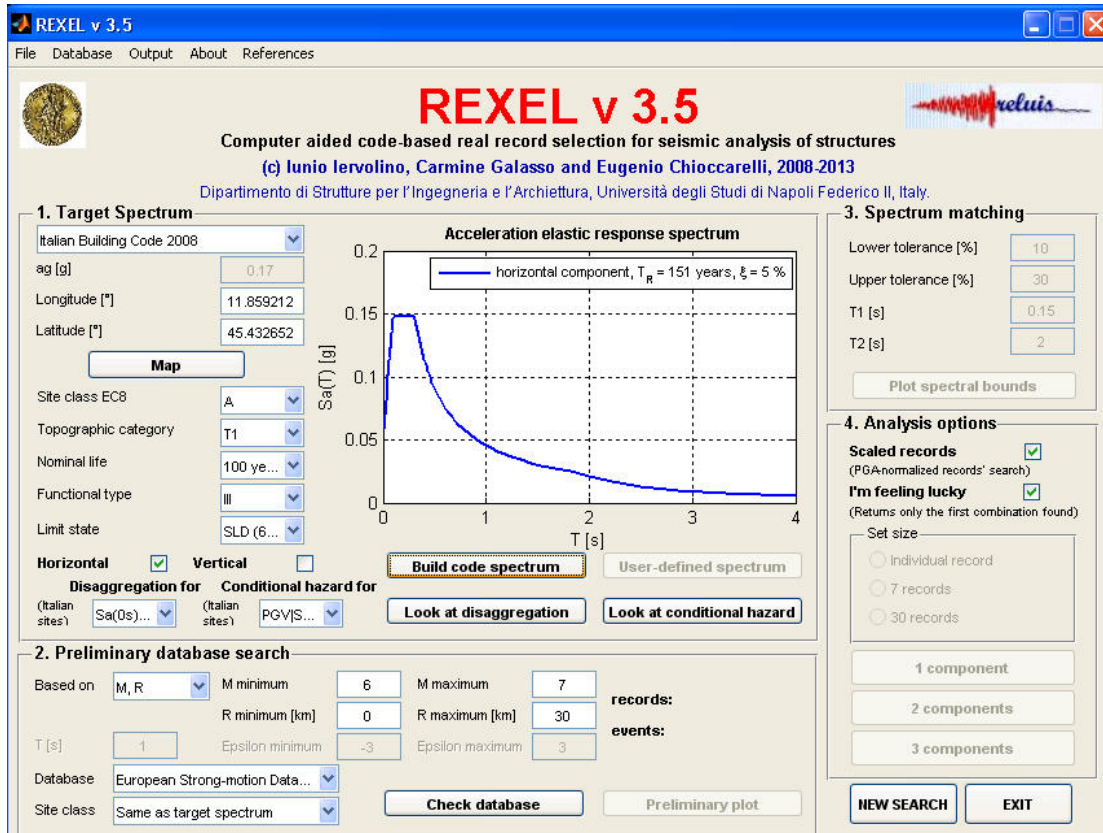 REXEL v 3.5
File Database Output About References
REXEL v 3.5
reluis
Computer aided code-based real record selection for seismic analysis of structures
(c) Iunio Iervolino, Carmine Galasso and Eugenio Chioccarelli, 2008-2013
Dipartimento di Strutture per l'Ingegneria e l'Archiettura, Università degli Studi di Napoli Federico II, Italy.
1. Target Spectrum
Italian Building Code 2008
ag [g] 0.17
Longitude [°] 11.859212
Latitude [°] 45.432652
Map
Site class EC8 A
Topographic category T1
Nominal life 100 ye...
Functional type III
Limit state SLD (6...
Horizontal Vertical
Disaggregation for Conditional hazard for
(Italian sites) Sa(0s)... (Italian sites) PGV|S...
Acceleration elastic response spectrum
horizontal component, T_R = 151 years, ξ = 5 %
Sa(T) [g]
0.2
0.15
0.1
0.05
0
0 1 2 3 4
T [s]
Build code spectrum User-defined spectrum
Look at disaggregation Look at conditional hazard
2. Preliminary database search
Based on M, R M minimum 6 M maximum 7 records:
R minimum [km] 0 R maximum [km] 30 events:
T [s] 1 Epsilon minimum -3 Epsilon maximum 3
Database European Strong-motion Data...
Site class Same as target spectrum Check database Preliminary plot
3. Spectrum matching
Lower tolerance [%] 10
Upper tolerance [%] 30
T1 [s] 0.15
T2 [s] 2
Plot spectral bounds
4. Analysis options
Scaled records
(PGA-normalized records' search)
I'm feeling lucky
(Returns only the first combination found)
Set size
Individual record
7 records
30 records
1 component
2 components
3 components
NEW SEARCH EXIT